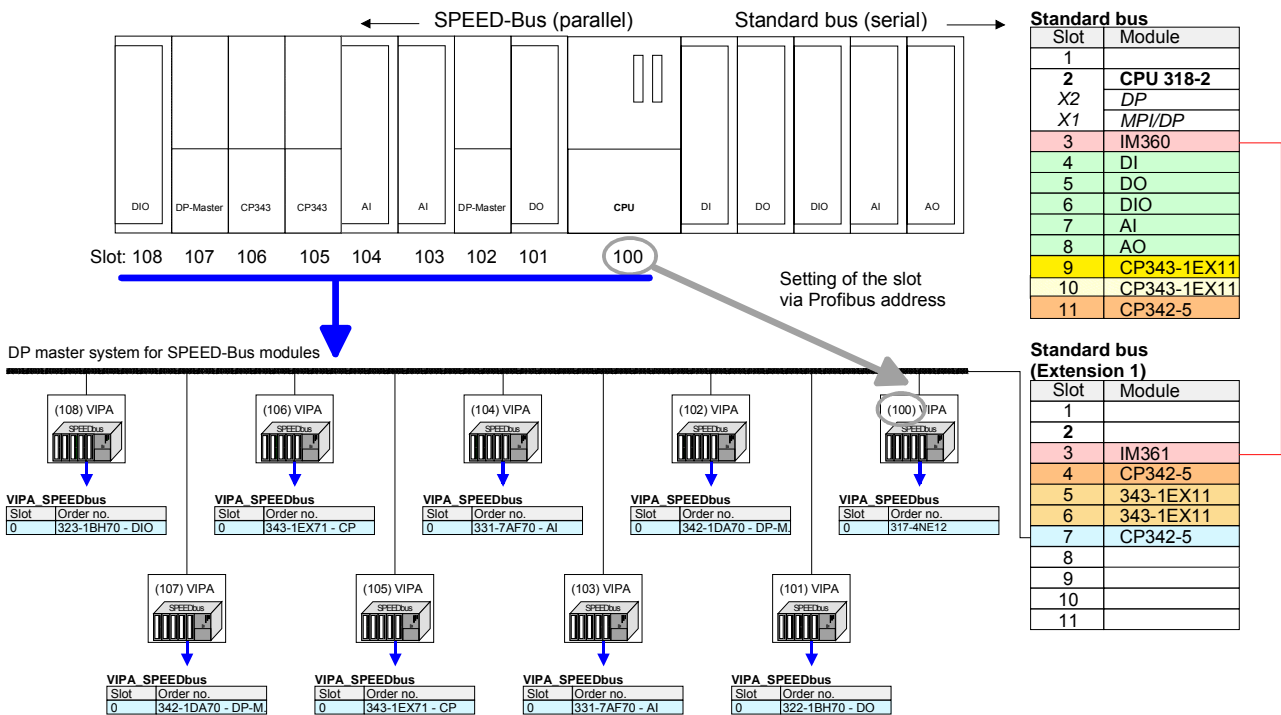 SPEED-Bus (parallel) Standard bus (serial)
DIO DP-Master CP343 CP343 AI AI DP-Master DO CPU DI DO DIO AI AO
Slot: 108 107 106 105 104 103 102 101 100
Setting of the slot
via Profibus address
DP master system for SPEED-Bus modules
(108) VIPA
SPEEDbus
VIPA_SPEEDbus
Slot Order no.
0 323-1BH70 - DIO
(106) VIPA
SPEEDbus
VIPA_SPEEDbus
Slot Order no.
0 343-1EX71 - CP
(104) VIPA
SPEEDbus
VIPA_SPEEDbus
Slot Order no.
0 331-7AF70 - AI
(102) VIPA
SPEEDbus
VIPA_SPEEDbus
Slot Order no.
0 342-1DA70 - DP-M.
(100) VIPA
SPEEDbus
VIPA_SPEEDbus
Slot Order no.
0 317-4NE12
(107) VIPA
SPEEDbus
VIPA_SPEEDbus
Slot Order no.
0 342-1DA70 - DP-M.
(105) VIPA
SPEEDbus
VIPA_SPEEDbus
Slot Order no.
0 343-1EX71 - CP
(103) VIPA
SPEEDbus
VIPA_SPEEDbus
Slot Order no.
0 331-7AF70 - AI
(101) VIPA
SPEEDbus
VIPA_SPEEDbus
Slot Order no.
0 322-1BH70 - DO
Standard bus
Slot Module
1
2 CPU 318-2
X2 DP
X1 MPI/DP
3 IM360
4 DI
5 DO
6 DIO
7 AI
8 AO
9 CP343-1EX11
10 CP343-1EX11
11 CP342-5
Standard bus
(Extension 1)
Slot Module
1
2
3 IM361
4 CP342-5
5 343-1EX11
6 343-1EX11
7 CP342-5
8
9
10
11